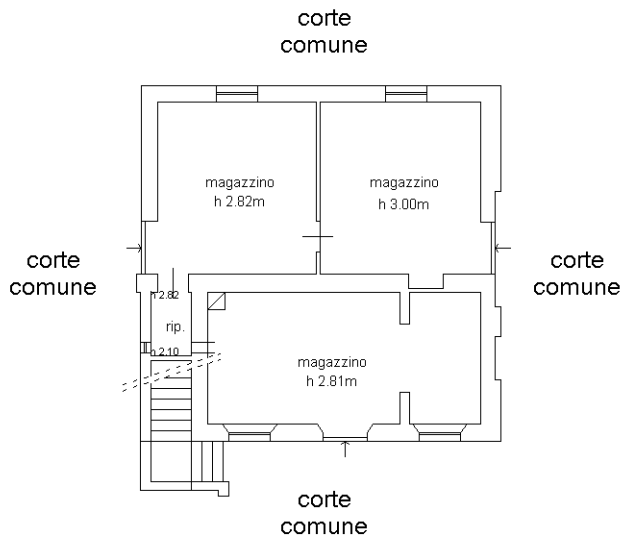 corte
comune
magazzino
h 2.82m
magazzino
h 3.00m
corte
comune
corte
comune
h 2.82
rip.
h 2.10
magazzino
h 2.81m
corte
comune